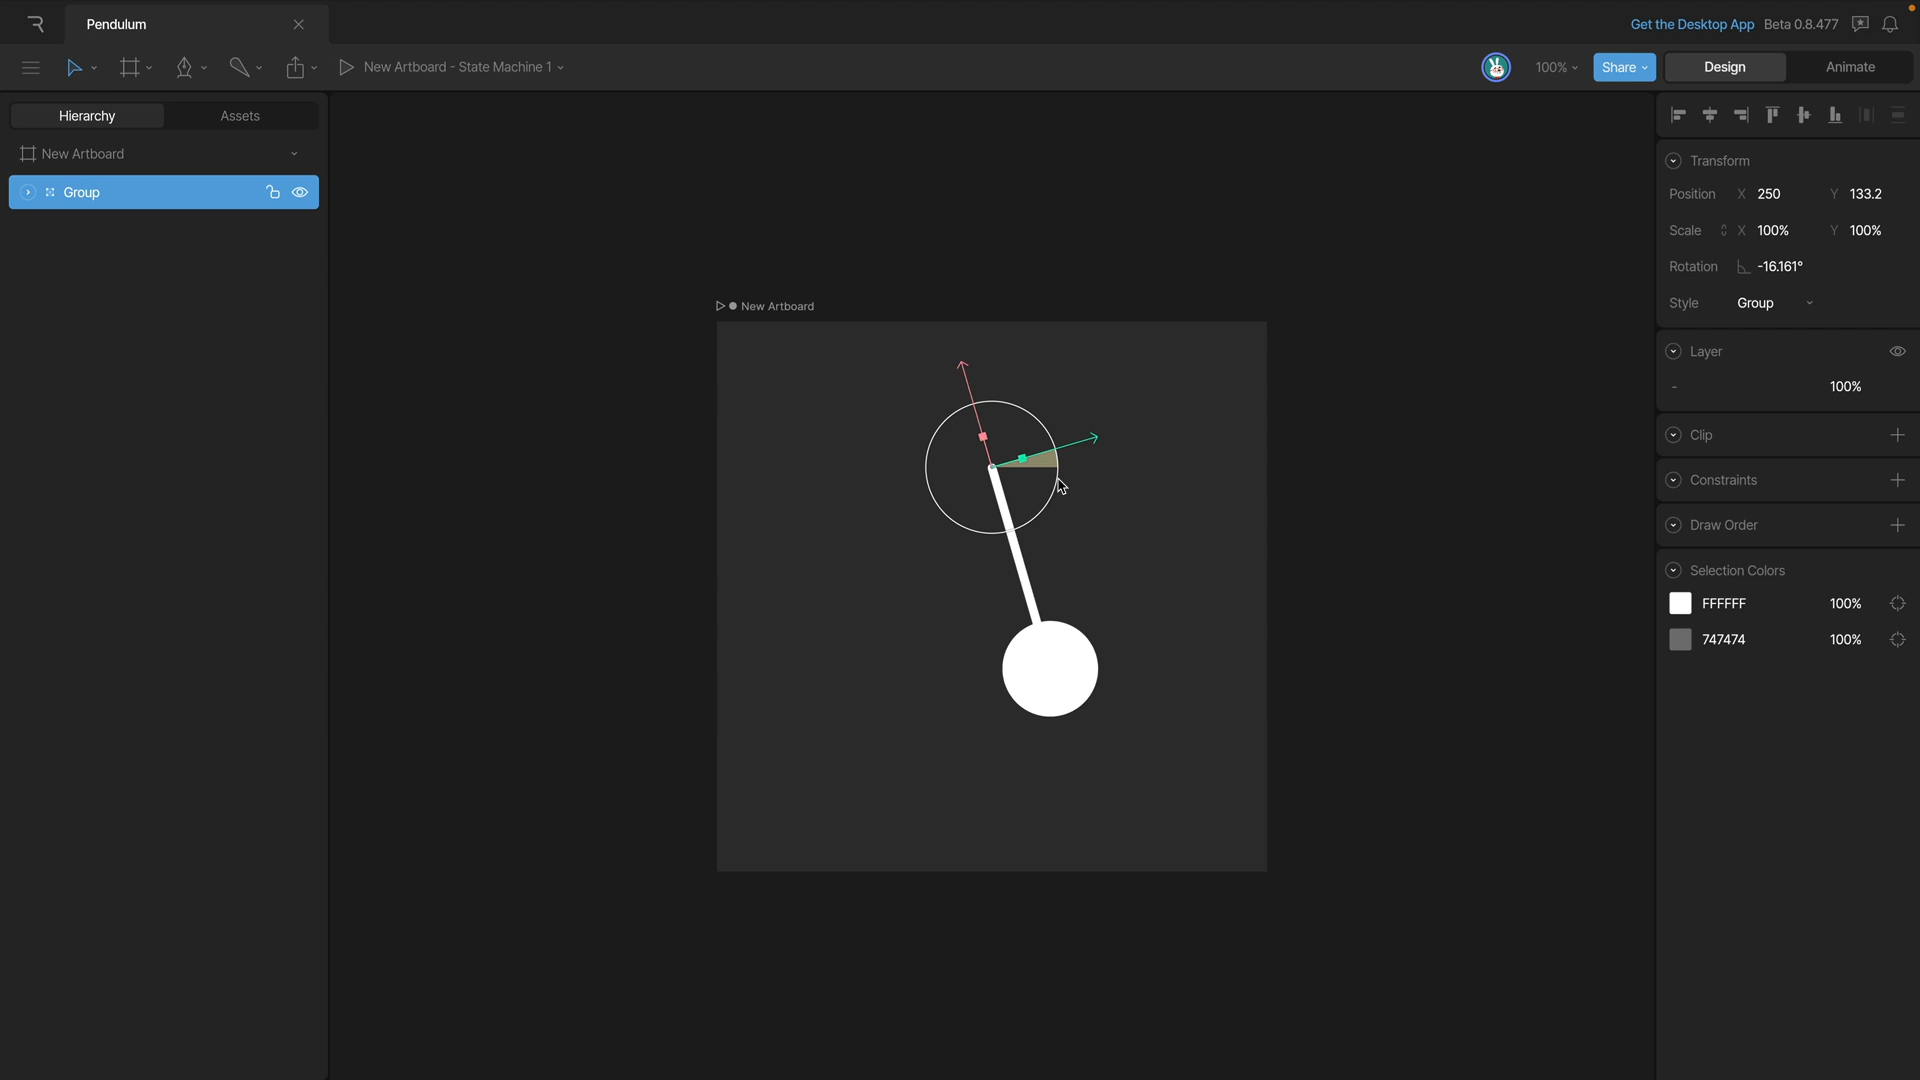 Pendulum
Get the Desktop App Beta 0.8.477
New Artboard - State Machine 1
100%
Share
Design
Animate
Hierarchy
Assets
New Artboard
Group
New Artboard
Transform
Position X 250 Y 133.2
Scale X 100% Y 100%
Rotation -16.161°
Style Group
Layer
- 100%
Clip
Constraints
Draw Order
Selection Colors
FFFFFF 100%
747474 100%